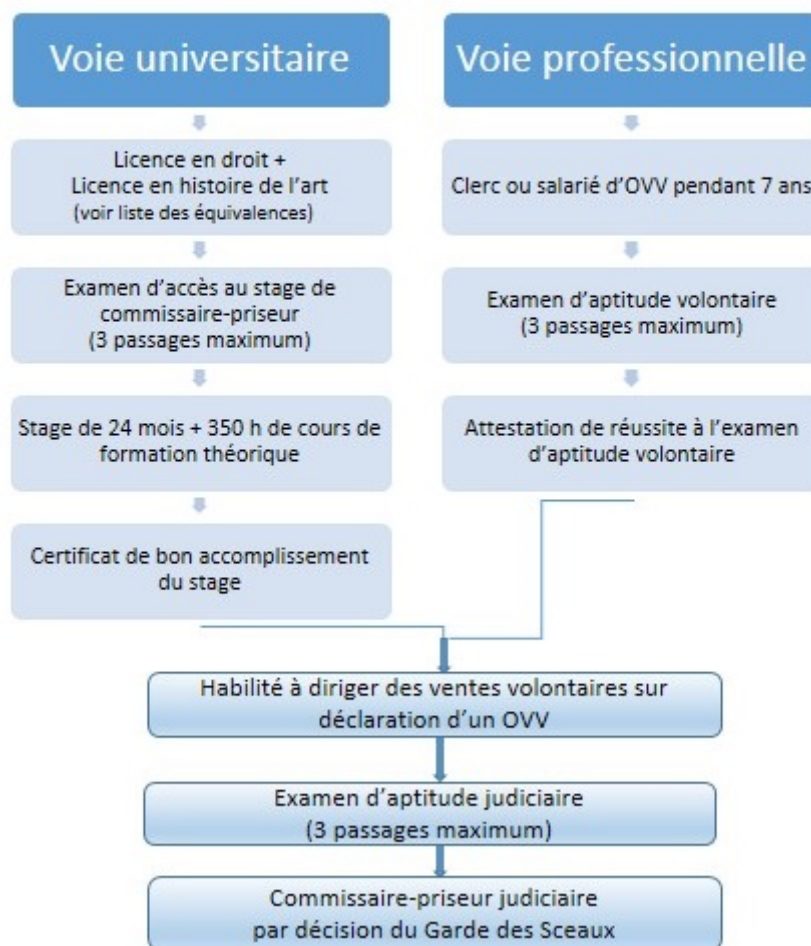 Voie universitaire
Licence en droit +
Licence en histoire de l'art
(voir liste des équivalences)
Examen d'accès au stage de
commissaire-priseur
(3 passages maximum)
Stage de 24 mois + 350 h de cours de
formation théorique
Certificat de bon accomplissement
du stage
Voie professionnelle
Clerc ou salarié d'OVV pendant 7 ans
Examen d'aptitude volontaire
(3 passages maximum)
Attestation de réussite à l'examen
d'aptitude volontaire
Habilité à diriger des ventes volontaires sur
déclaration d'un OVV
Examen d'aptitude judiciaire
(3 passages maximum)
Commissaire-priseur judiciaire
par décision du Garde des Sceaux